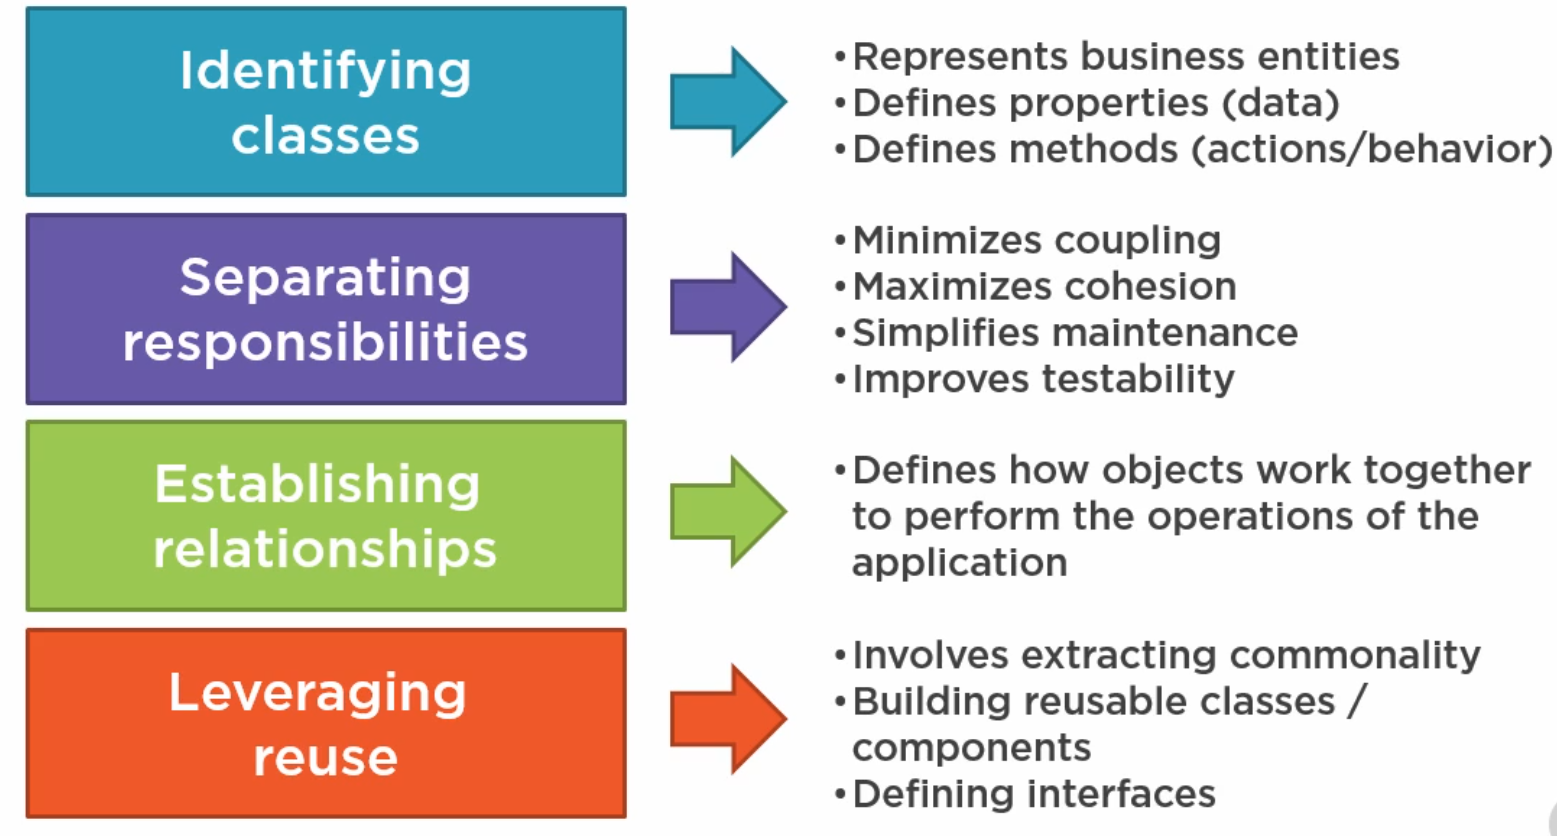 Identifying
classes
•Represents business entities
•Defines properties (data)
•Defines methods (actions/behavior)
Separating
responsibilities
•Minimizes coupling
•Maximizes cohesion
•Simplifies maintenance
•Improves testability
Establishing
relationships
•Defines how objects work together
to perform the operations of the
application
Leveraging
reuse
•Involves extracting commonality
•Building reusable classes /
components
•Defining interfaces